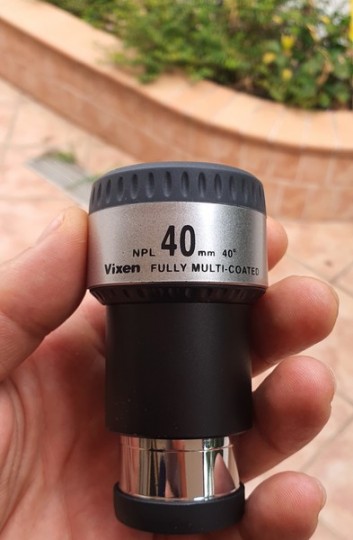 NPL 40mm 40°
Vixen FULLY MULTI-COATED